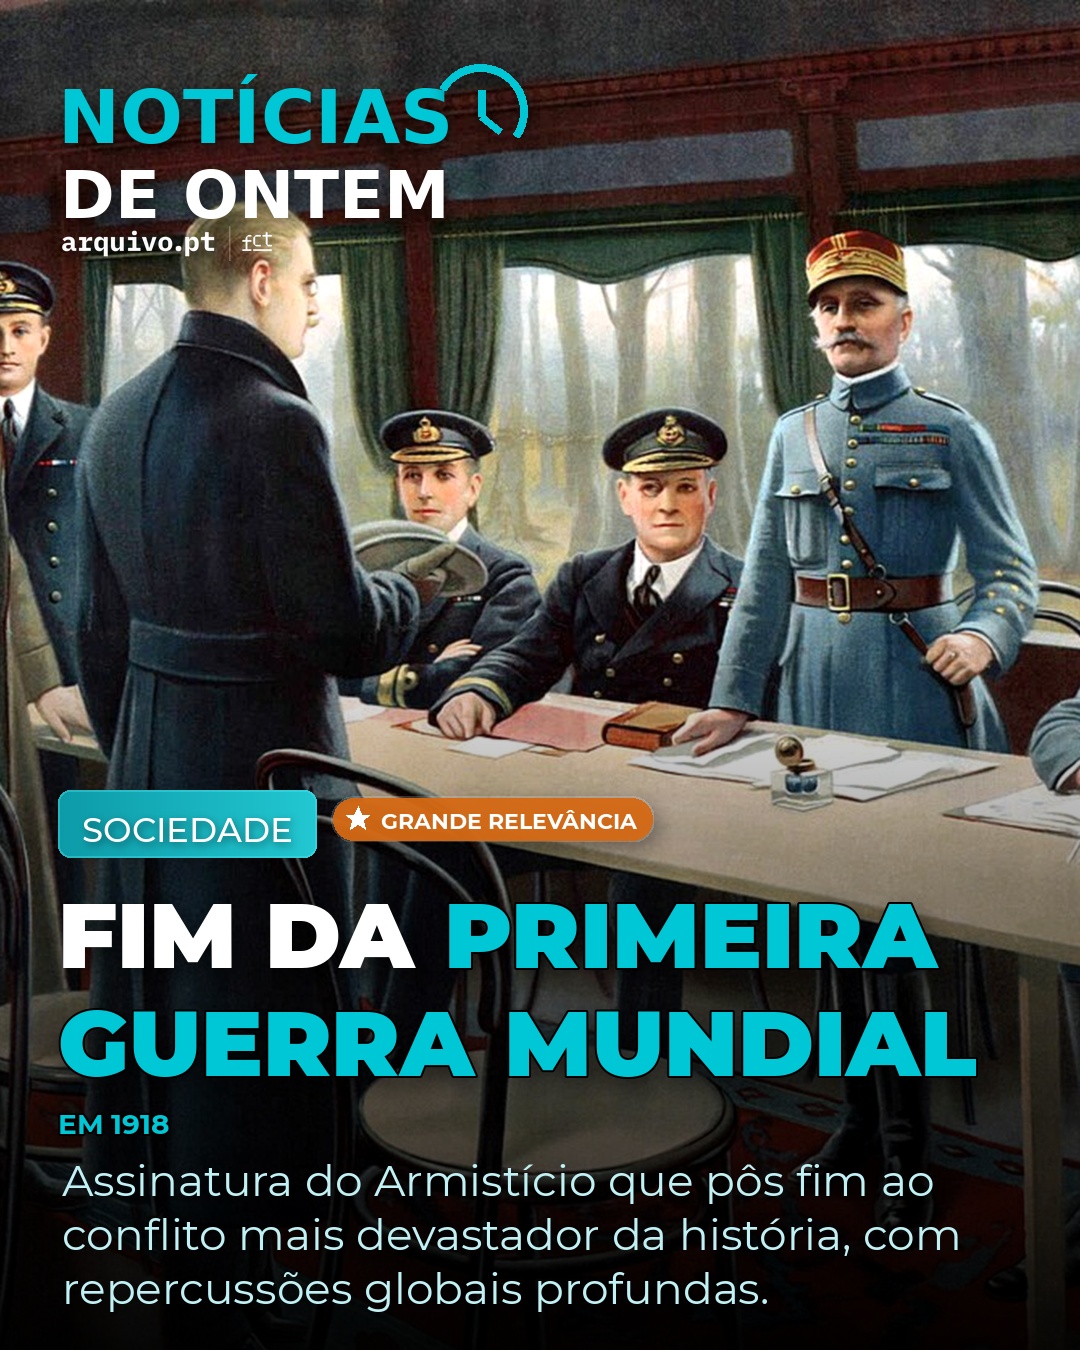 NOTÍCIAS
DE ONTEM
arquivo.pt | fct
SOCIEDADE
GRANDE RELEVÂNCIA
FIM DA PRIMEIRA
GUERRA MUNDIAL
EM 1918
Assinatura do Armistício que pôs fim ao
conflito mais devastador da história, com
repercussões globais profundas.